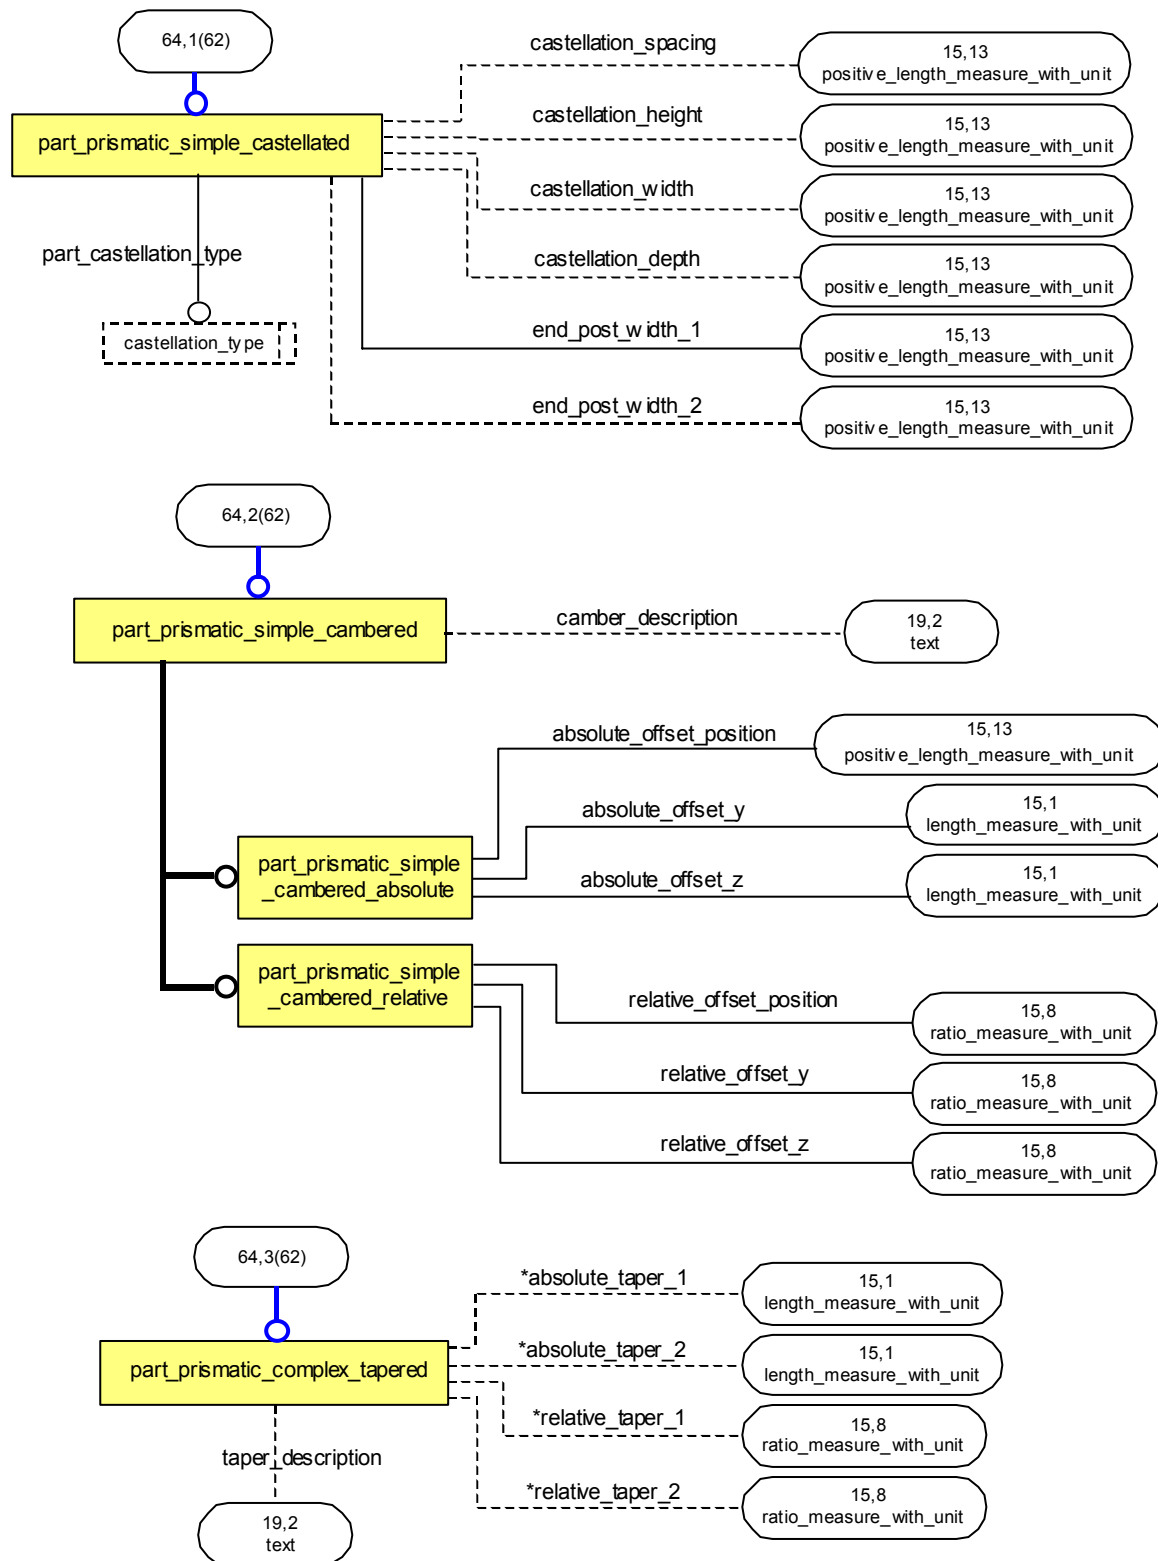 64,1(62)
castellation_spacing
15,13
positive_length_measure_with_unit
part_prismatic_simple_castellated
castellation_height
15,13
positive_length_measure_with_unit
castellation_width
15,13
positive_length_measure_with_unit
part_castellation_type
castellation_depth
15,13
positive_length_measure_with_unit
castellation_type
end_post_width_1
15,13
positive_length_measure_with_unit
end_post_width_2
15,13
positive_length_measure_with_unit
64,2(62)
part_prismatic_simple_cambered
camber_description
19,2
text
absolute_offset_position
15,13
positive_length_measure_with_unit
absolute_offset_y
15,1
length_measure_with_unit
part_prismatic_simple
_cambered_absolute
absolute_offset_z
15,1
length_measure_with_unit
part_prismatic_simple
_cambered_relative
relative_offset_position
15,8
ratio_measure_with_unit
relative_offset_y
15,8
ratio_measure_with_unit
relative_offset_z
15,8
ratio_measure_with_unit
64,3(62)
*absolute_taper_1
15,1
length_measure_with_unit
part_prismatic_complex_tapered
*absolute_taper_2
15,1
length_measure_with_unit
*relative_taper_1
15,8
ratio_measure_with_unit
taper_description
*relative_taper_2
15,8
ratio_measure_with_unit
19,2
text